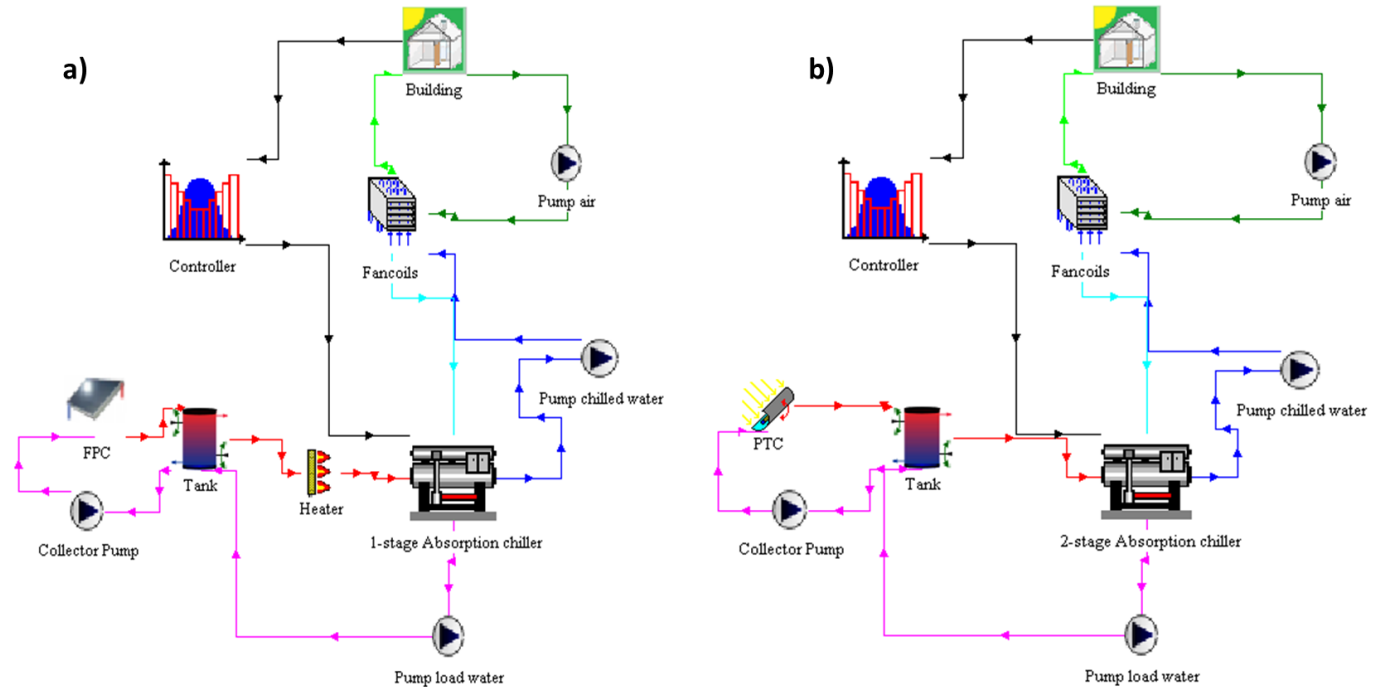 a)
Building
Pump air
Controller
Fancoils
Pump chilled water
FPC
Tank
Heater
Collector Pump
1-stage Absorption chiller
Pump load water
b)
Building
Pump air
Controller
Fancoils
Pump chilled water
PTC
Tank
Collector Pump
2-stage Absorption chiller
Pump load water